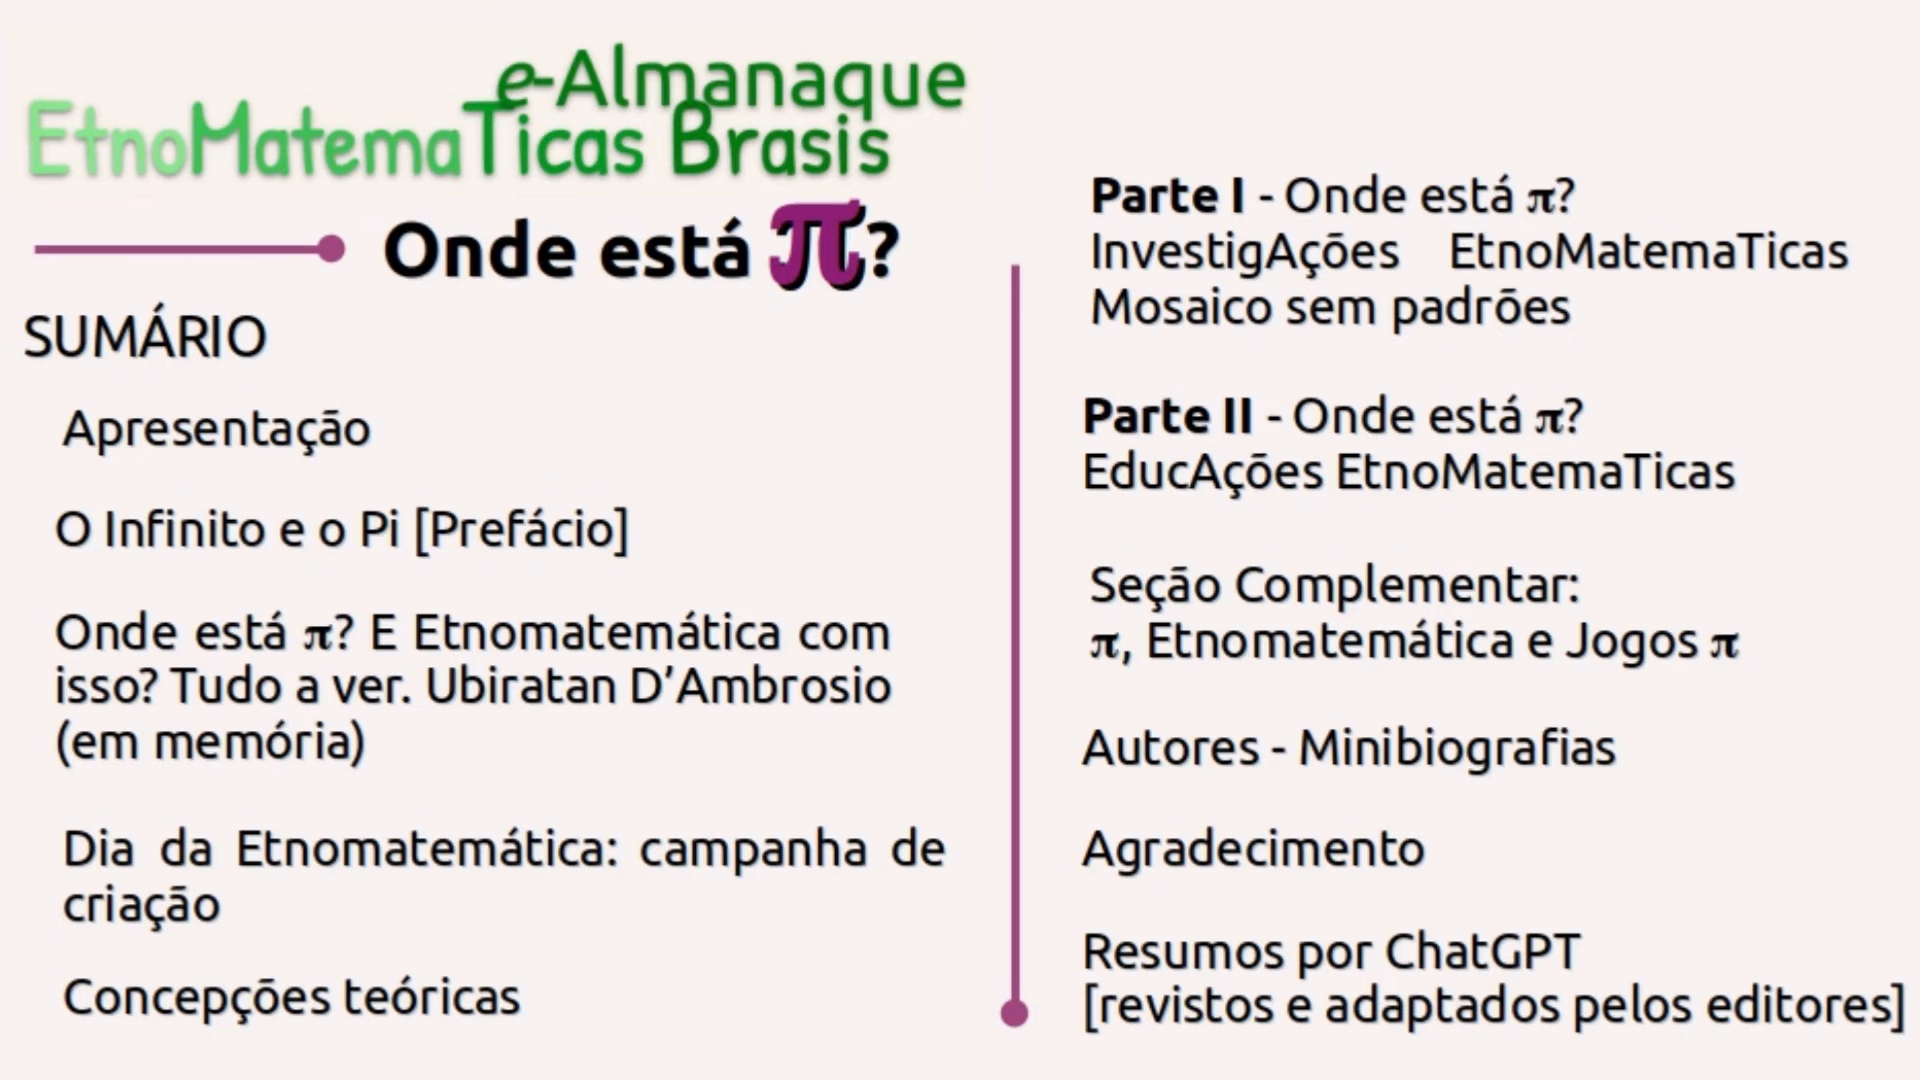 e-Almanaque
EtnoMatemaTicas Brasis
Onde está π?
SUMÁRIO
Apresentação
O Infinito e o Pi [Prefácio]
Onde está π? E Etnomatemática com
isso? Tudo a ver. Ubiratan D’Ambrosio
(em memória)
Dia da Etnomatemática: campanha de
criação
Concepções teóricas
Parte I - Onde está π?
InvestigAções EtnoMatemaTicas
Mosaico sem padrões
Parte II - Onde está π?
EducAções EtnoMatemaTicas
Seção Complementar:
π, Etnomatemática e Jogos π
Autores - Minibiografias
Agradecimento
Resumos por ChatGPT
[revistos e adaptados pelos editores]